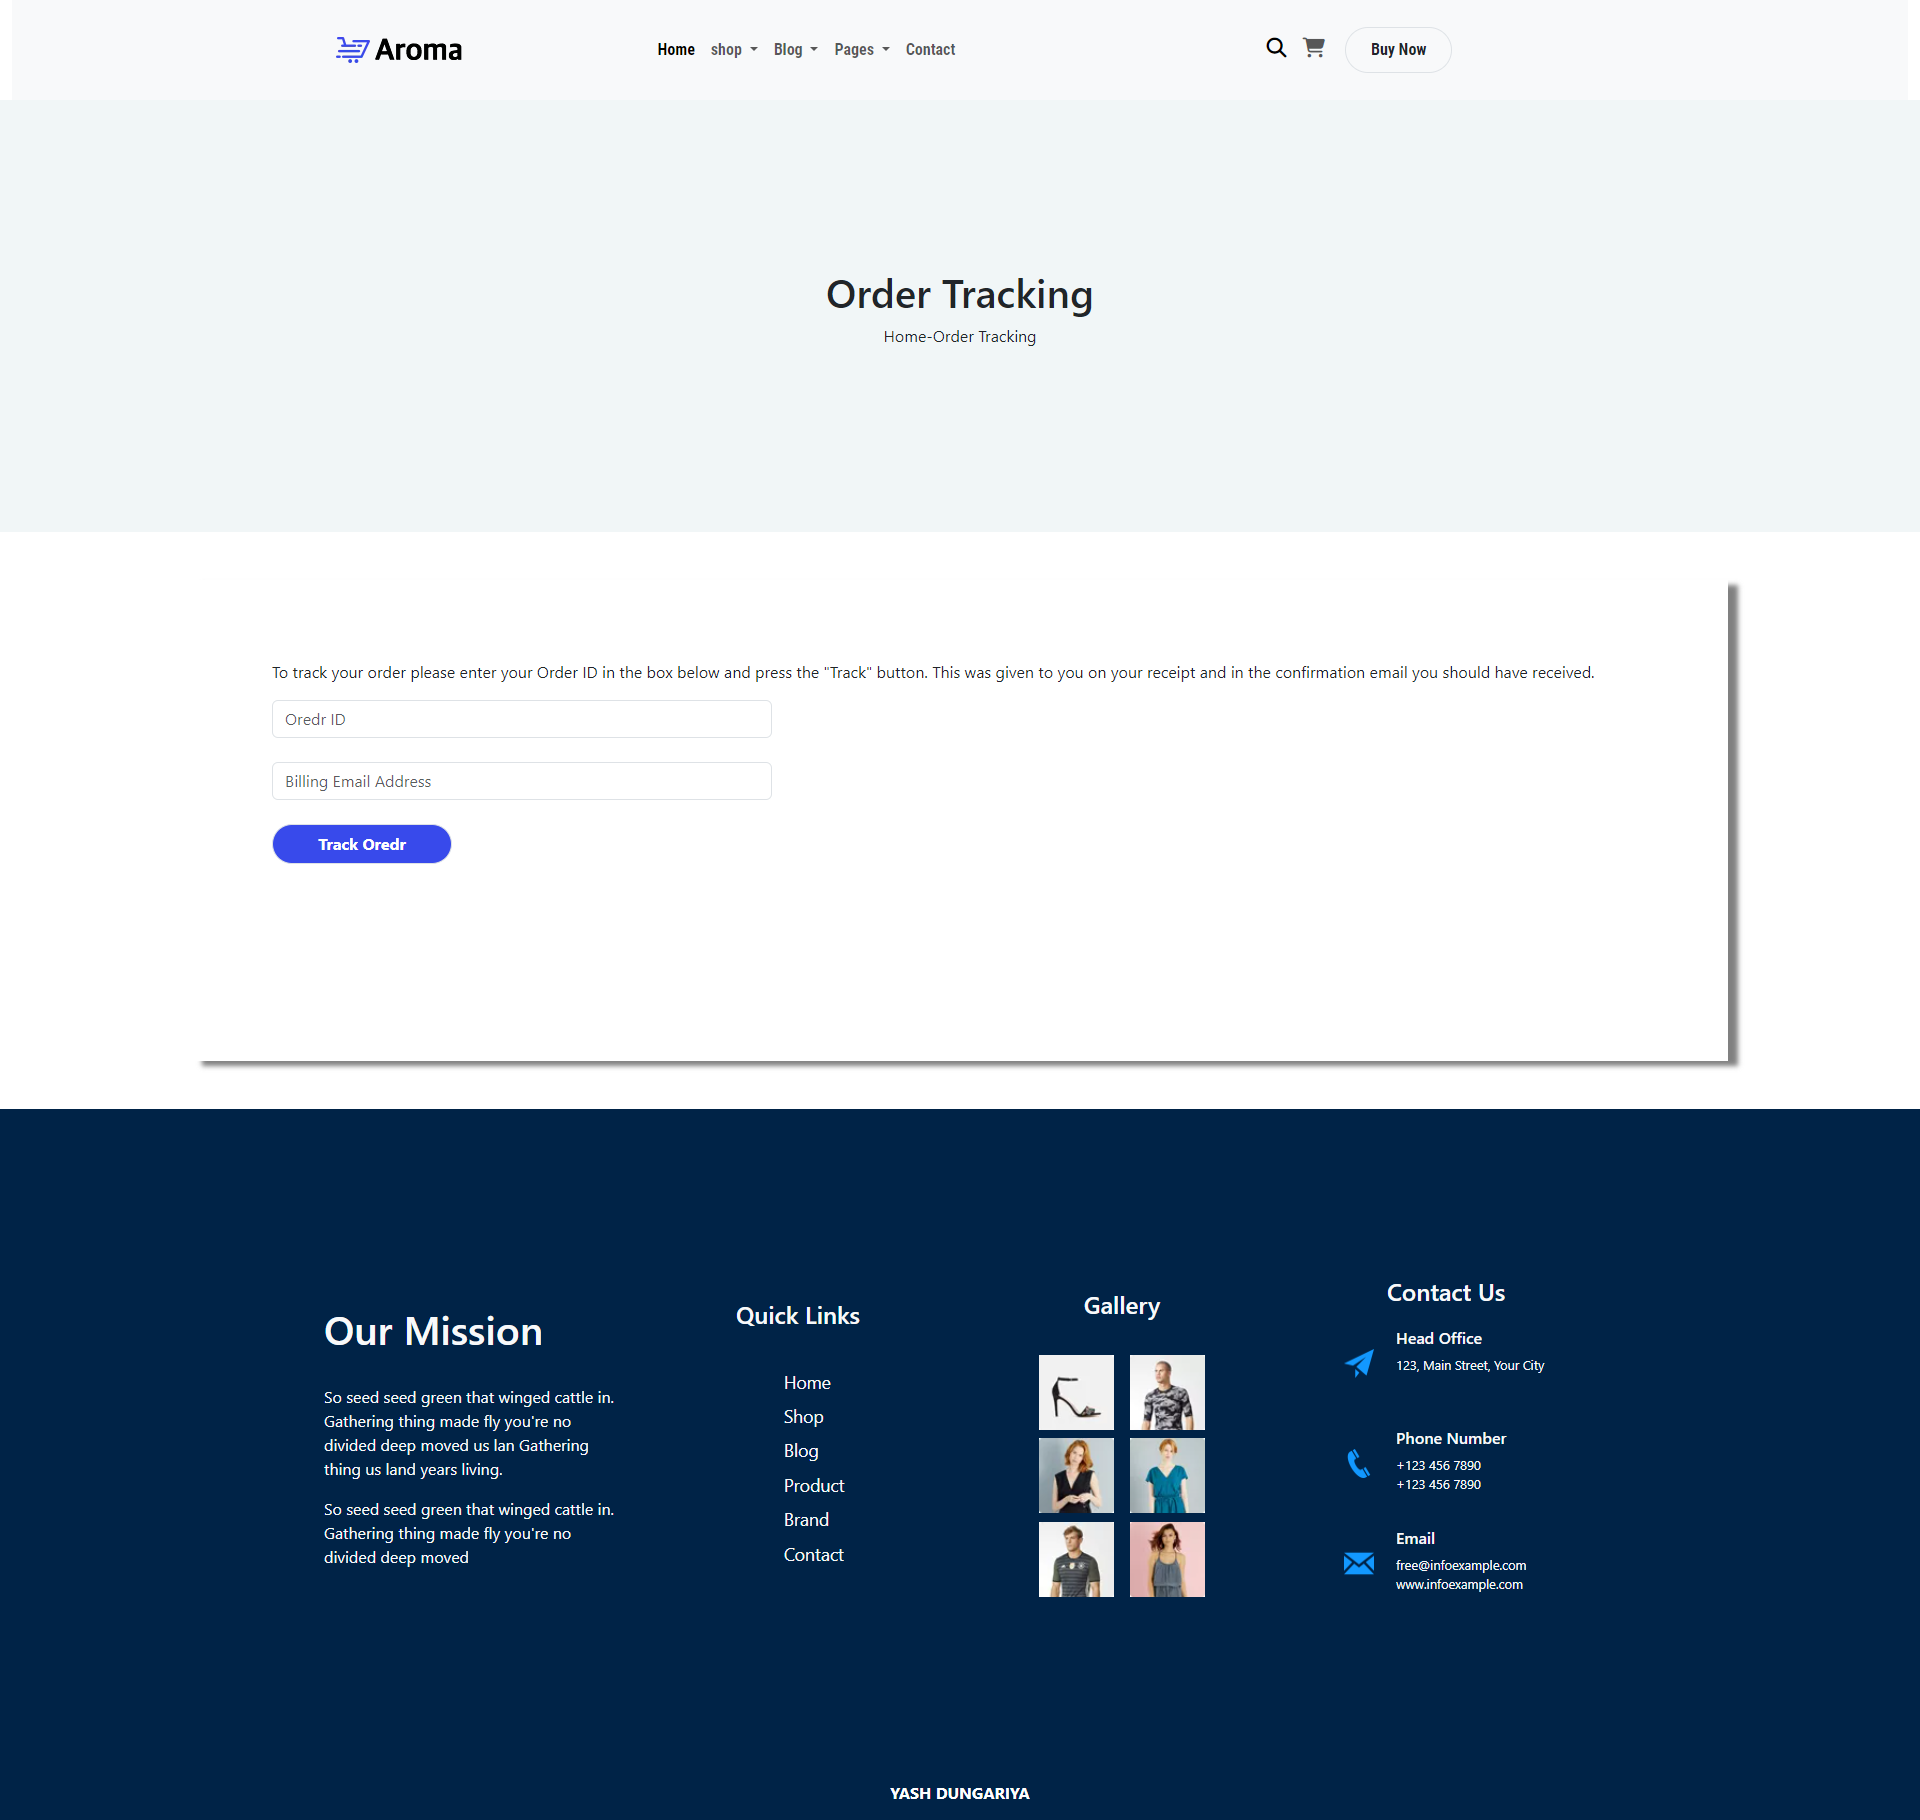 Aroma
Home shop Blog Pages Contact
Buy Now
Order Tracking
Home-Order Tracking
To track your order please enter your Order ID in the box below and press the "Track" button. This was given to you on your receipt and in the confirmation email you should have received.
Oredr ID
Billing Email Address
Track Oredr
Our Mission
So seed seed green that winged cattle in.
Gathering thing made fly you're no
divided deep moved us lan Gathering
thing us land years living.
So seed seed green that winged cattle in.
Gathering thing made fly you're no
divided deep moved
Quick Links
Home
Shop
Blog
Product
Brand
Contact
Gallery
Contact Us
Head Office
123, Main Street, Your City
Phone Number
+123 456 7890
+123 456 7890
Email
free@infoexample.com
www.infoexample.com
YASH DUNGARIYA